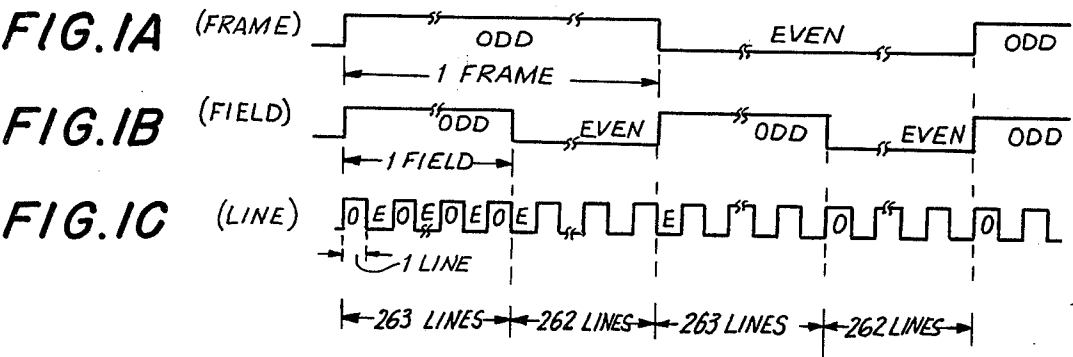 FIG. 1A (FRAME) ODD EVEN ODD
1 FRAME
FIG. 1B (FIELD) ODD EVEN ODD EVEN ODD
1 FIELD
FIG. 1C (LINE) O E O E O E O E E O O
1 LINE
263 LINES 262 LINES 263 LINES 262 LINES